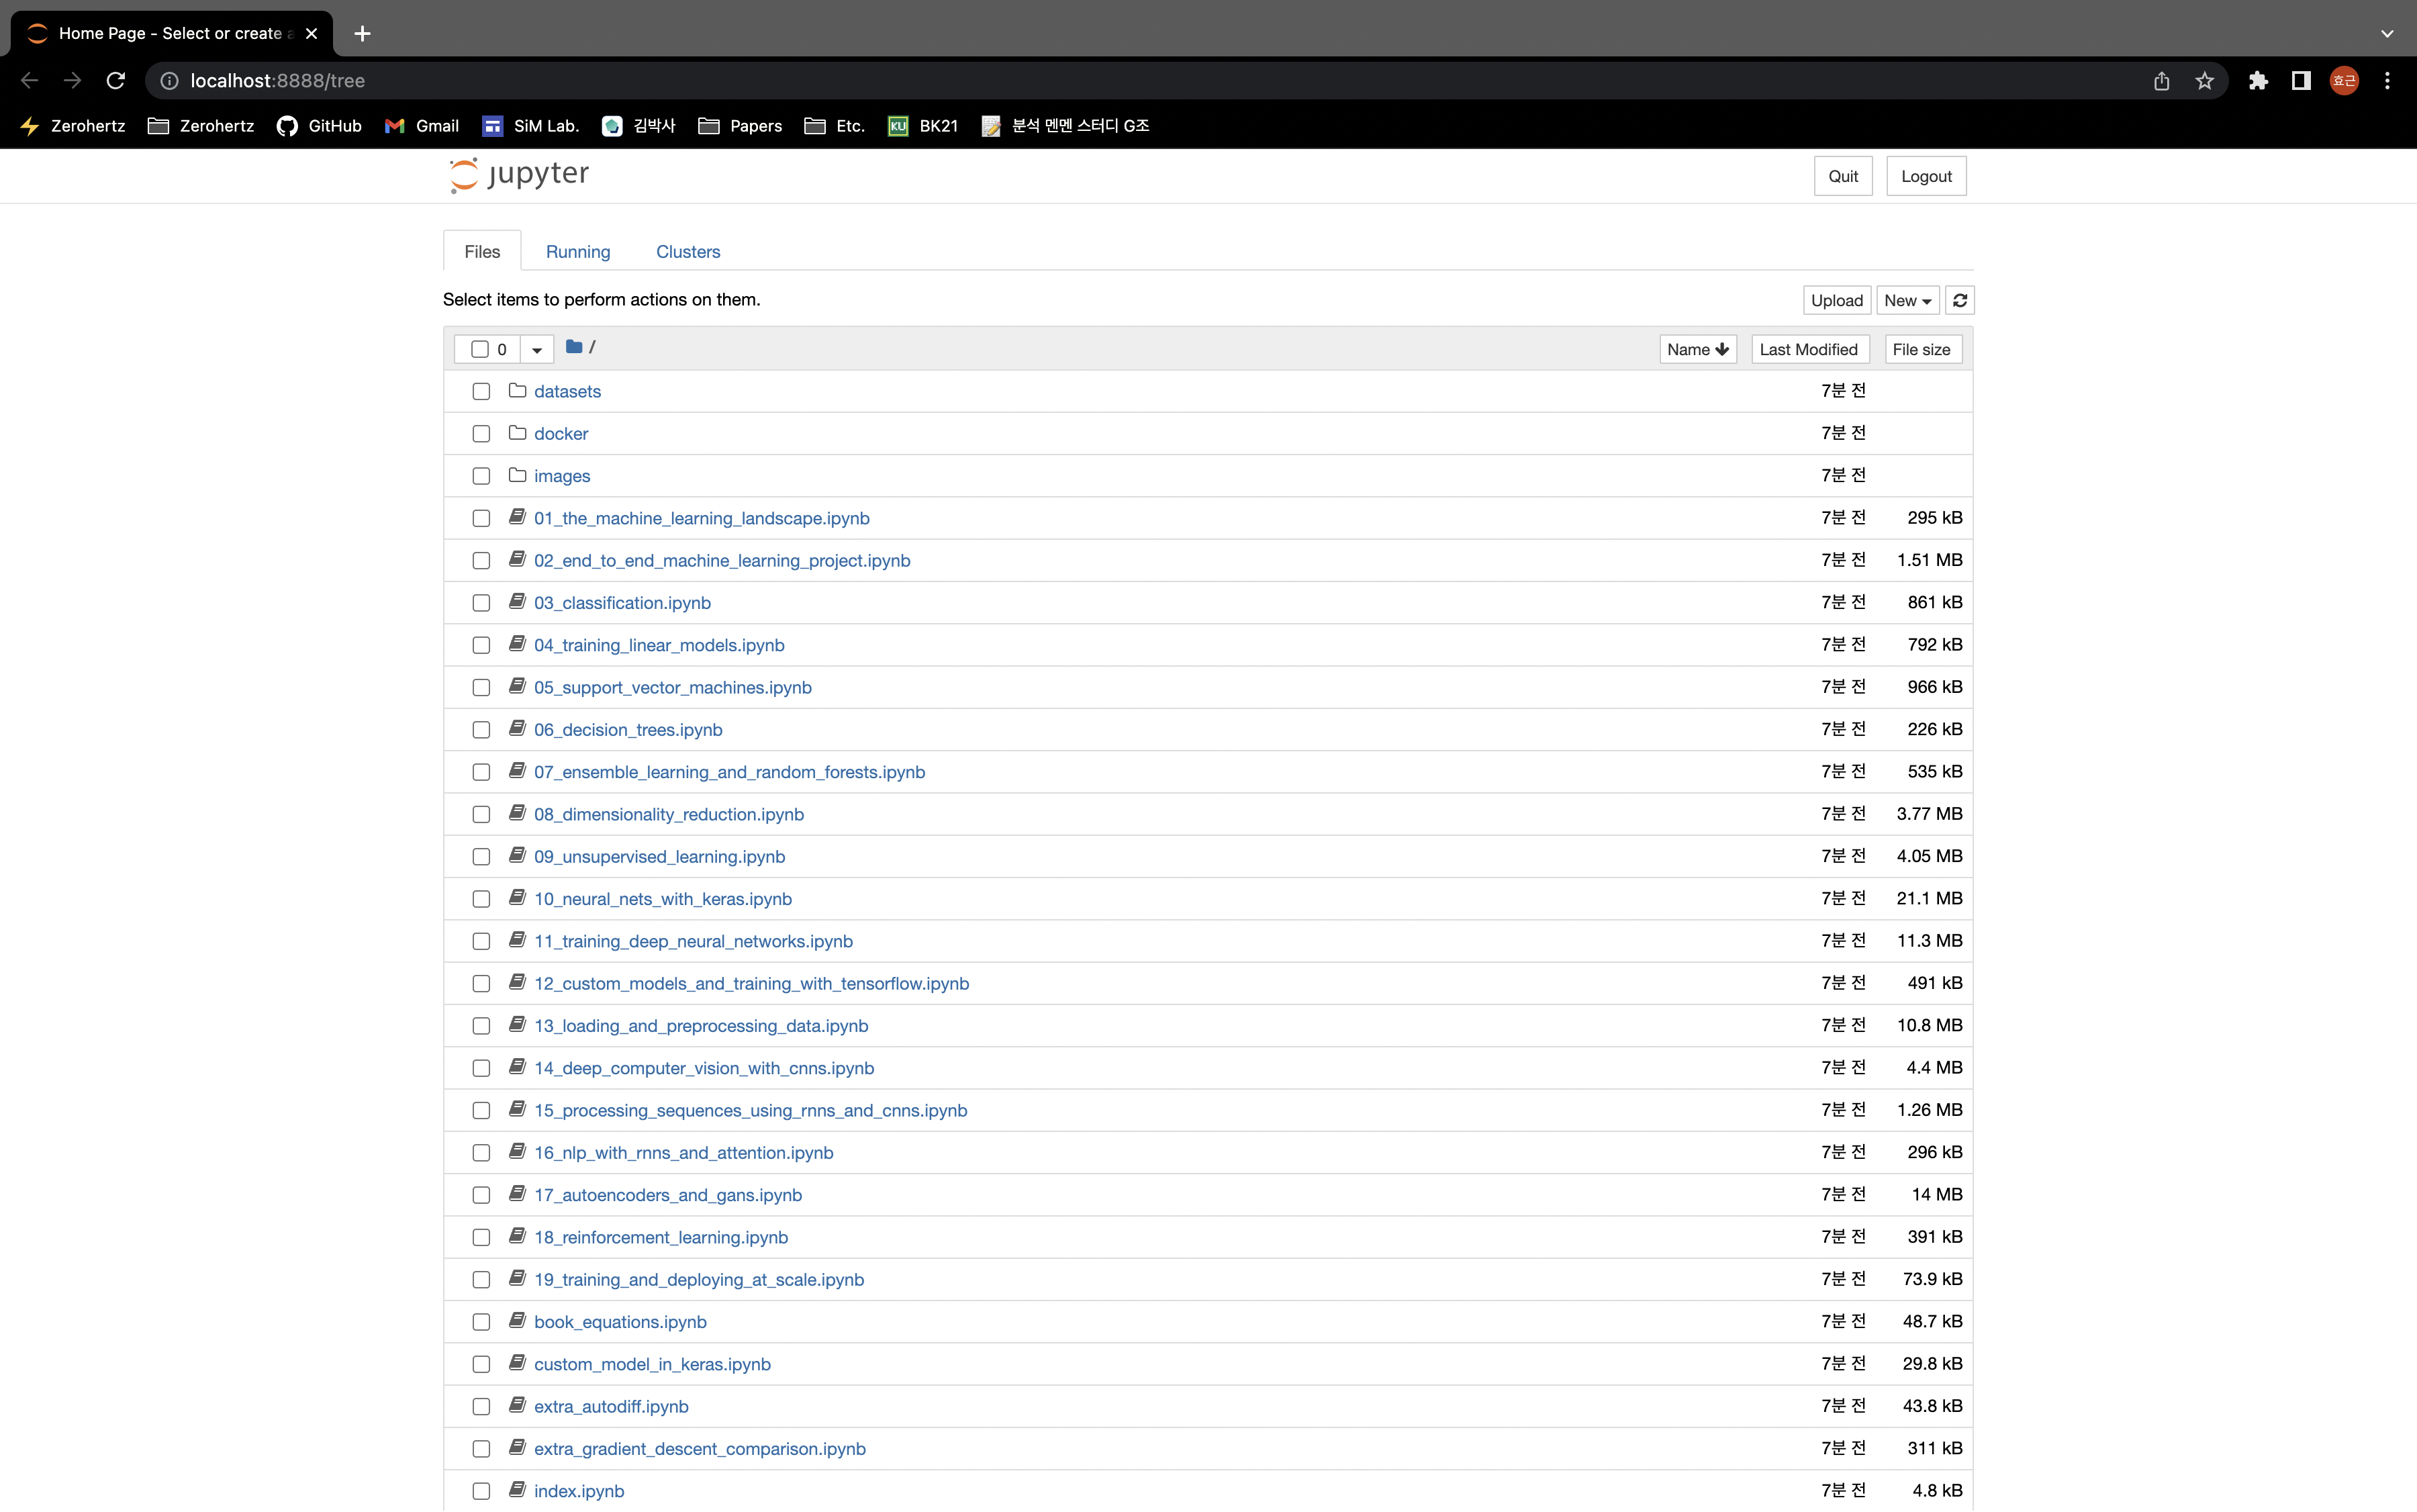 Home Page - Select or create a
localhost:8888/tree
Zerohertz Zerohertz GitHub Gmail SiM Lab. 김박사 Papers Etc. KU BK21 분석 멘멘 스터디 G조
효근
jupyter Quit Logout
Files Running Clusters
Select items to perform actions on them. Upload New
0 / Name Last Modified File size
datasets 7분 전
docker 7분 전
images 7분 전
01_the_machine_learning_landscape.ipynb 7분 전 295 kB
02_end_to_end_machine_learning_project.ipynb 7분 전 1.51 MB
03_classification.ipynb 7분 전 861 kB
04_training_linear_models.ipynb 7분 전 792 kB
05_support_vector_machines.ipynb 7분 전 966 kB
06_decision_trees.ipynb 7분 전 226 kB
07_ensemble_learning_and_random_forests.ipynb 7분 전 535 kB
08_dimensionality_reduction.ipynb 7분 전 3.77 MB
09_unsupervised_learning.ipynb 7분 전 4.05 MB
10_neural_nets_with_keras.ipynb 7분 전 21.1 MB
11_training_deep_neural_networks.ipynb 7분 전 11.3 MB
12_custom_models_and_training_with_tensorflow.ipynb 7분 전 491 kB
13_loading_and_preprocessing_data.ipynb 7분 전 10.8 MB
14_deep_computer_vision_with_cnns.ipynb 7분 전 4.4 MB
15_processing_sequences_using_rnns_and_cnns.ipynb 7분 전 1.26 MB
16_nlp_with_rnns_and_attention.ipynb 7분 전 296 kB
17_autoencoders_and_gans.ipynb 7분 전 14 MB
18_reinforcement_learning.ipynb 7분 전 391 kB
19_training_and_deploying_at_scale.ipynb 7분 전 73.9 kB
book_equations.ipynb 7분 전 48.7 kB
custom_model_in_keras.ipynb 7분 전 29.8 kB
extra_autodiff.ipynb 7분 전 43.8 kB
extra_gradient_descent_comparison.ipynb 7분 전 311 kB
index.ipynb 7분 전 4.8 kB